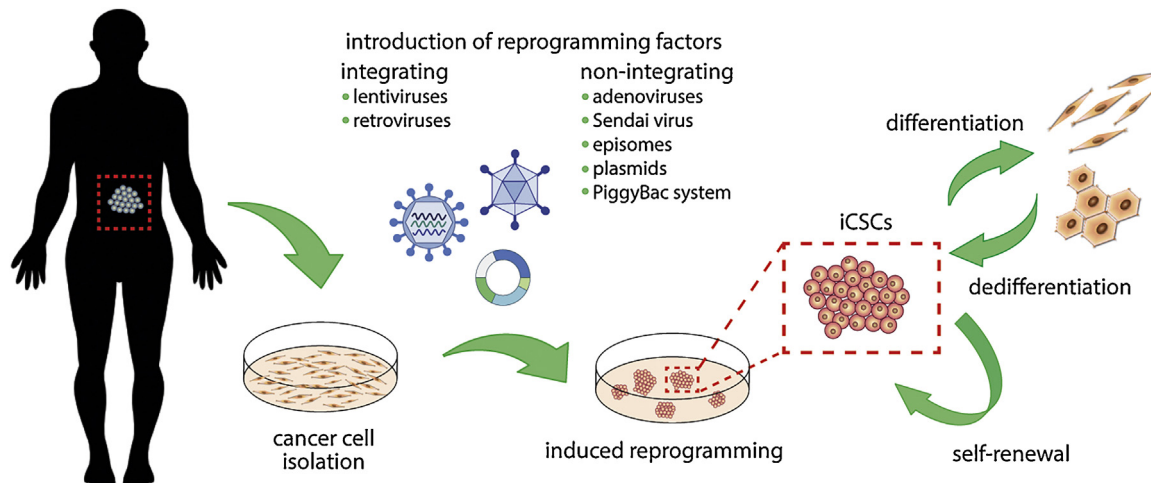 introduction of reprogramming factors
integrating
lentiviruses
retroviruses
non-integrating
adenoviruses
Sendai virus
episomes
plasmids
PiggyBac system
cancer cell
isolation
induced reprogramming
iCSCs
differentiation
dedifferentiation
self-renewal